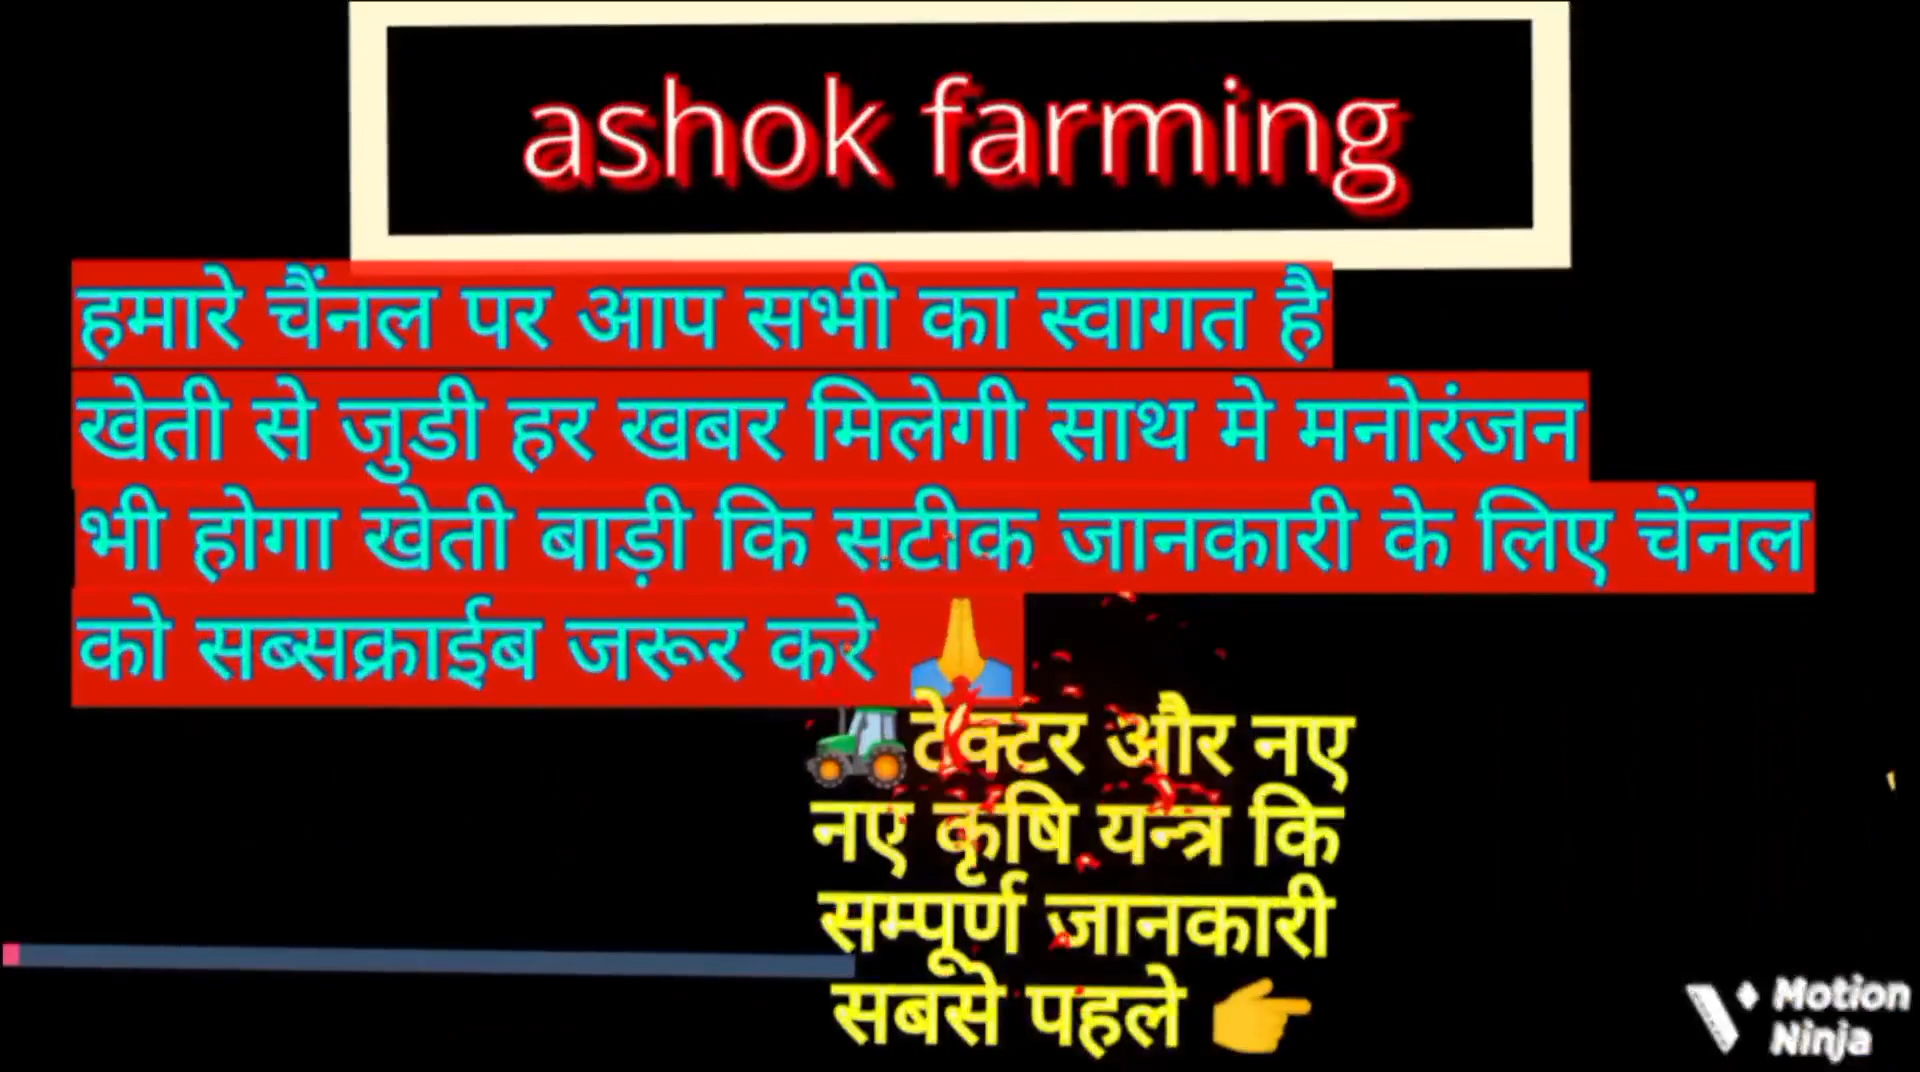 ashok farming
हमारे चैंनल पर आप सभी का स्वागत है
खेती से जुडी हर खबर मिलेगी साथ मे मनोरंजन
भी होगा खेती बाड़ी कि सटीक जानकारी के लिए चेंनल
को सब्सक्राईब जरूर करे 🙏
🚜टेक्टर और नए
नए कृषि यन्त्र कि
सम्पूर्ण जानकारी
सबसे पहले 👉
Motion
Ninja